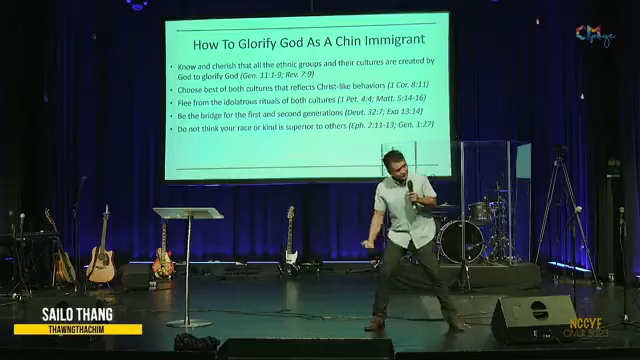 CM
How To Glorify God As A Chin Immigrant
• Know and cherish that all the ethnic groups and their cultures are created by
God to glorify God (Gen. 11:1-9; Rev. 7:9)
• Choose best of both cultures that reflects Christ-like behaviors (1 Cor. 8:11)
• Flee from the idolatrous rituals of both cultures (1 Pet. 4:4; Matt. 5:14-16)
• Be the bridge for the first and second generations (Deut. 32:7; Exo 13:14)
• Do not think your race or kind is superior to others (Eph. 2:11-13; Gen. 1:27)
SAILO THANG
THAWNGTHACHIM
NCCYF